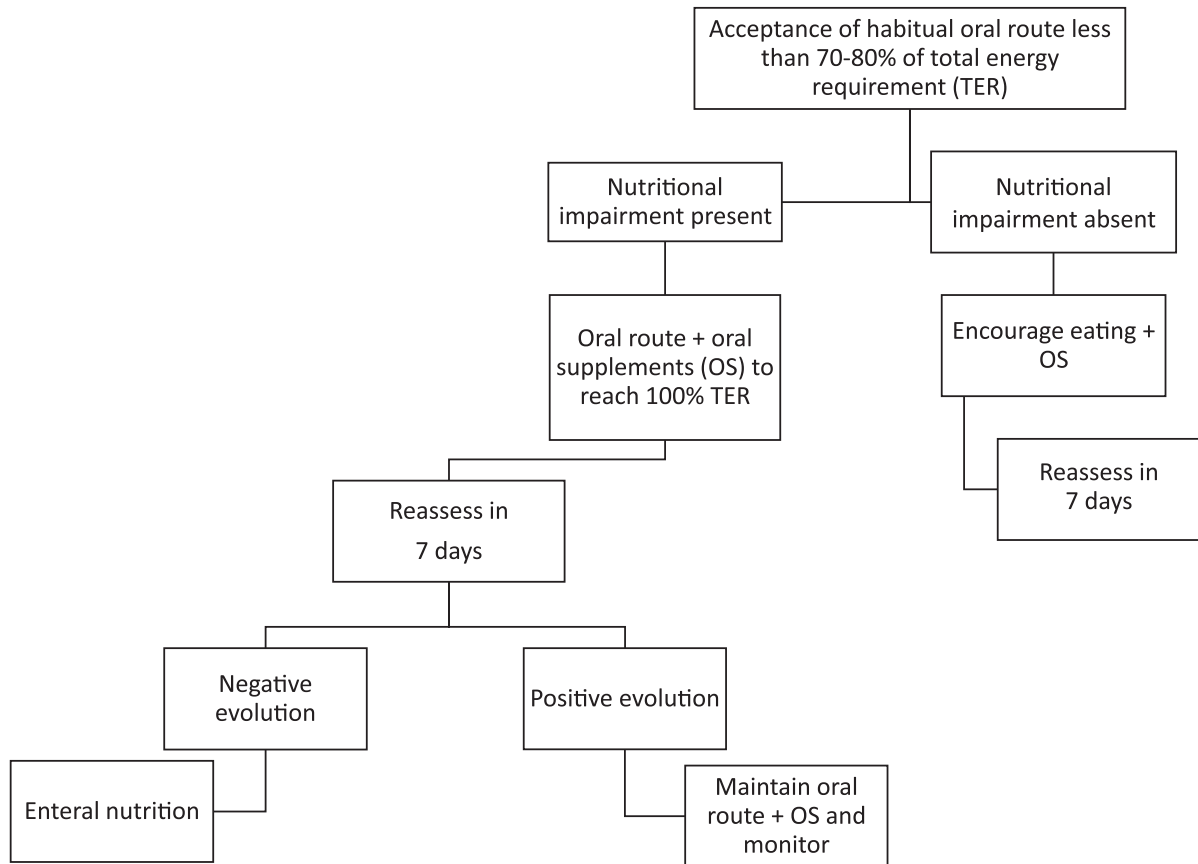 Acceptance of habitual oral route less
than 70-80% of total energy
requirement (TER)
Nutritional
impairment present
Nutritional
impairment absent
Oral route + oral
supplements (OS) to
reach 100% TER
Encourage eating +
OS
Reassess in
7 days
Reassess in
7 days
Negative
evolution
Positive evolution
Enteral nutrition
Maintain oral
route + OS and
monitor